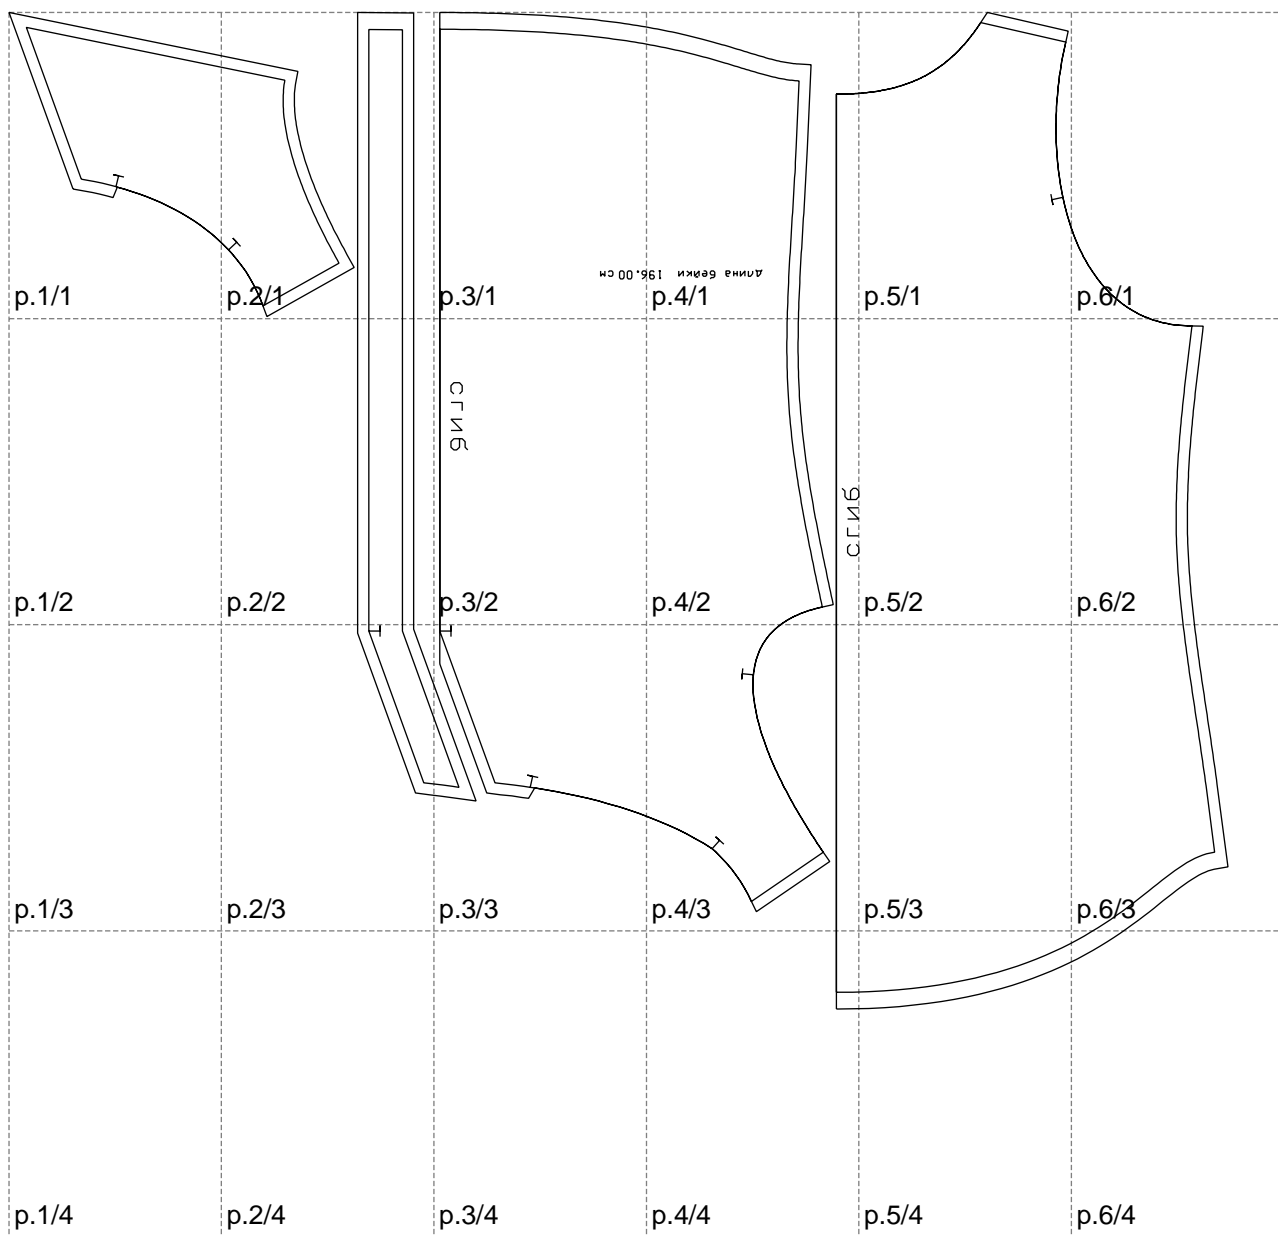 длина бейки 196.00 см
p.1/1 p.2/1 p.3/1 p.4/1 p.5/1 p.6/1
сгиб
сгиб
p.1/2 p.2/2 p.3/2 p.4/2 p.5/2 p.6/2
p.1/3 p.2/3 p.3/3 p.4/3 p.5/3 p.6/3
p.1/4 p.2/4 p.3/4 p.4/4 p.5/4 p.6/4